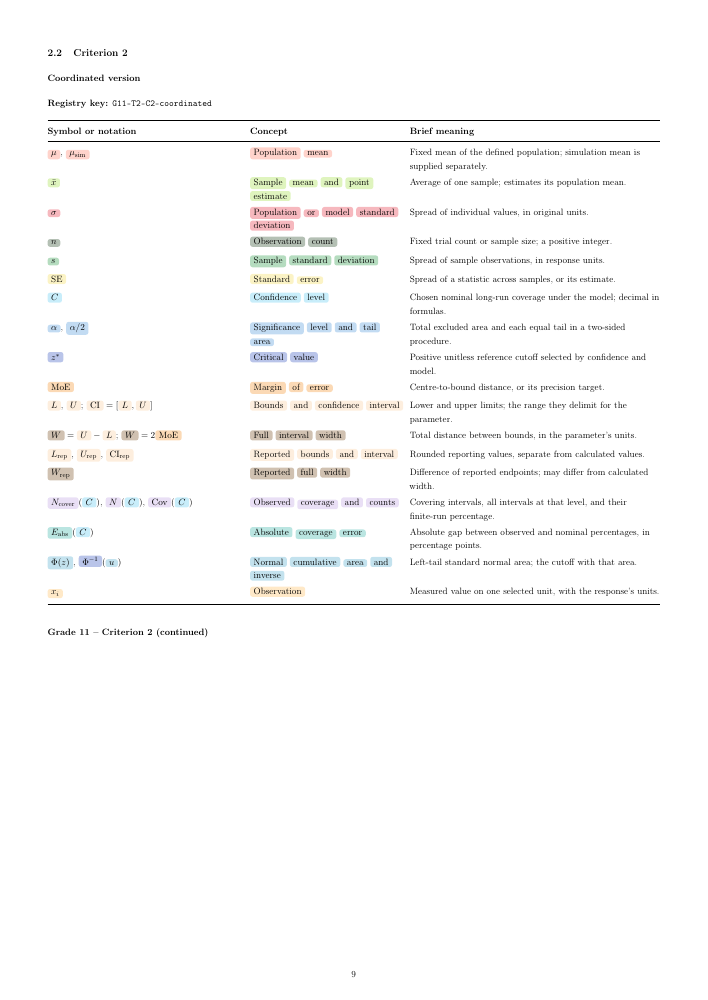 2.2 Criterion 2
Coordinated version
Registry key: G11-T2-C2-coordinated
Symbol or notation Concept Brief meaning
μ, μsim Population mean Fixed mean of the defined population; simulation mean is
supplied separately.
x̄ Sample mean and point Average of one sample; estimates its population mean.
estimate
σ Population or model standard Spread of individual values, in original units.
deviation
n Observation count Fixed trial count or sample size; a positive integer.
s Sample standard deviation Spread of sample observations, in response units.
SE Standard error Spread of a statistic across samples, or its estimate.
C Confidence level Chosen nominal long-run coverage under the model; decimal in
formulas.
α, α/2 Significance level and tail Total excluded area and each equal tail in a two-sided
area procedure.
z* Critical value Positive unitless reference cutoff selected by confidence and
model.
MoE Margin of error Centre-to-bound distance, or its precision target.
L, U; CI = [L, U] Bounds and confidence interval Lower and upper limits; the range they delimit for the
parameter.
W = U − L; W = 2 MoE Full interval width Total distance between bounds, in the parameter's units.
Lrep, Urep, CIrep Reported bounds and interval Rounded reporting values, separate from calculated values.
Wrep Reported full width Difference of reported endpoints; may differ from calculated
width.
Ncover(C), N(C), Cov(C) Observed coverage and counts Covering intervals, all intervals at that level, and their
finite-run percentage.
Eabs(C) Absolute coverage error Absolute gap between observed and nominal percentages, in
percentage points.
Φ(z), Φ⁻¹(u) Normal cumulative area and Left-tail standard normal area; the cutoff with that area.
inverse
xi Observation Measured value on one selected unit, with the response's units.
Grade 11 – Criterion 2 (continued)
9